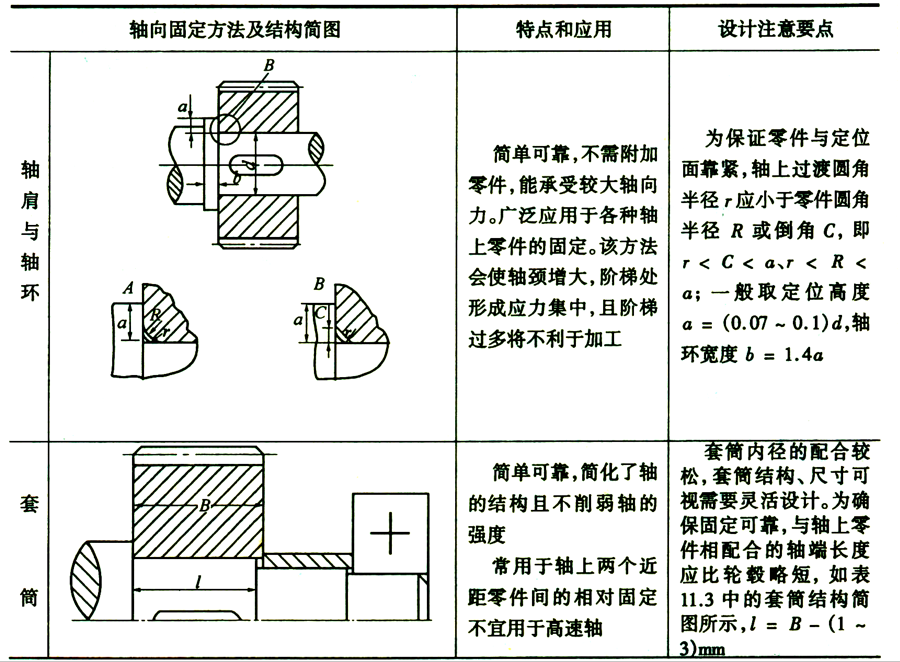 轴向固定方法及结构简图
特点和应用
设计注意要点
轴
肩
与
轴
环
B
a
d
b
A
R
a
r
B
C
a
r
简单可靠,不需附加
零件,能承受较大轴向
力。广泛应用于各种轴
上零件的固定。该方法
会使轴颈增大,阶梯处
形成应力集中,且阶梯
过多将不利于加工
为保证零件与定位
面靠紧,轴上过渡圆角
半径 r 应小于零件圆角
半径 R 或倒角 C, 即
r < C < a、r < R <
a; 一般取定位高度
a = (0.07 ~ 0.1)d,轴
环宽度 b = 1.4a
套
筒
B
l
简单可靠,简化了轴
的结构且不削弱轴的
强度
常用于轴上两个近
距零件间的相对固定
不宜用于高速轴
套筒内径的配合较
松,套筒结构、尺寸可
视需要灵活设计。为确
保固定可靠,与轴上零
件相配合的轴端长度
应比轮毂略短, 如表
11.3 中的套筒结构简
图所示,l = B - (1 ~
3)mm